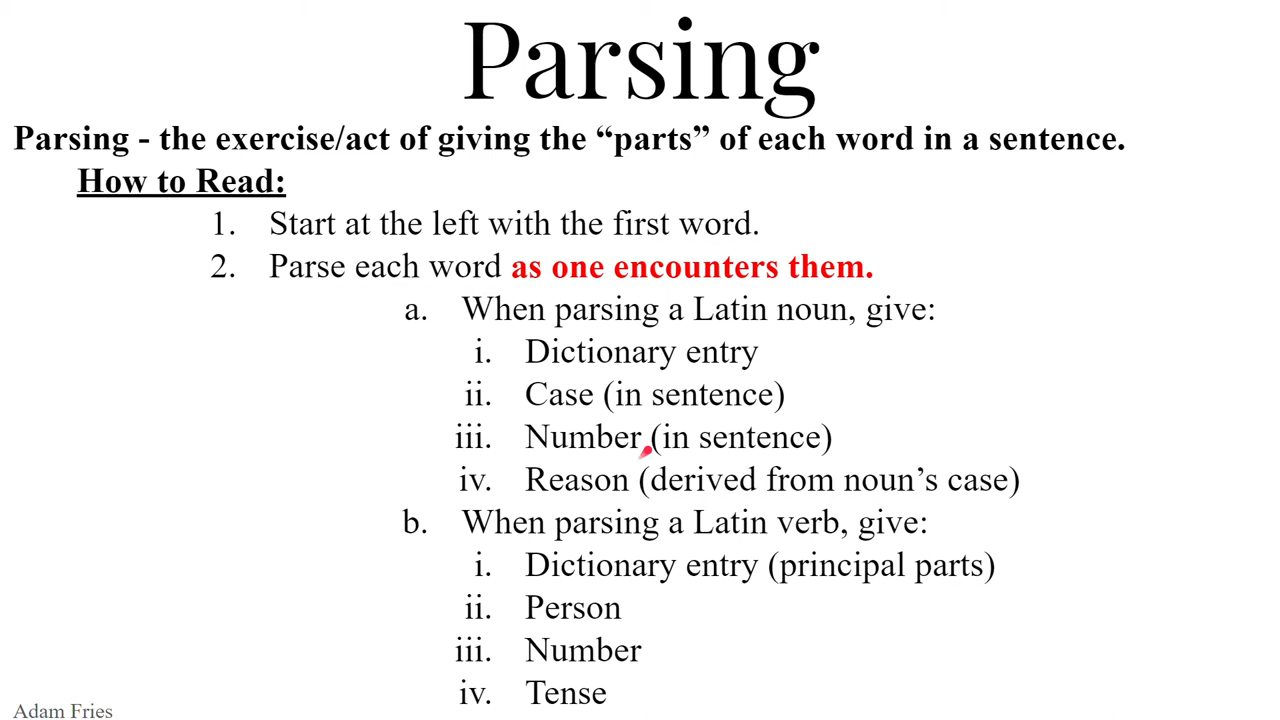 Parsing
Parsing - the exercise/act of giving the “parts” of each word in a sentence.
How to Read:
1. Start at the left with the first word.
2. Parse each word as one encounters them.
a. When parsing a Latin noun, give:
i. Dictionary entry
ii. Case (in sentence)
iii. Number (in sentence)
iv. Reason (derived from noun’s case)
b. When parsing a Latin verb, give:
i. Dictionary entry (principal parts)
ii. Person
iii. Number
iv. Tense
Adam Fries